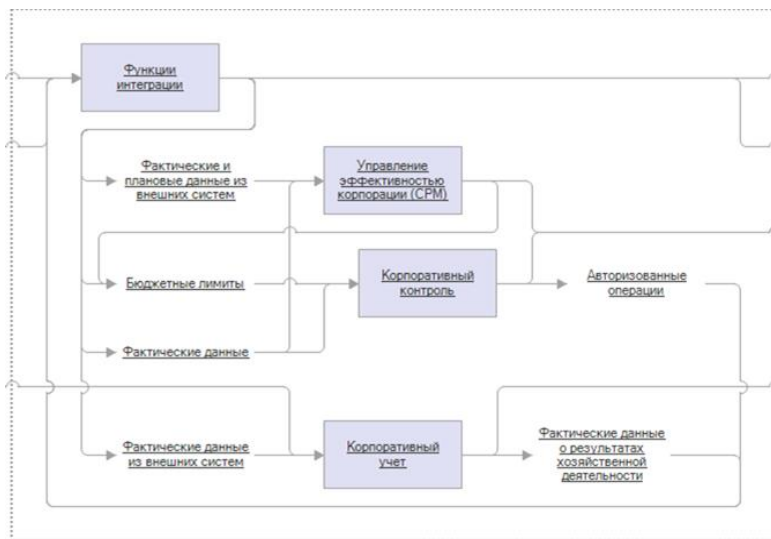 Функции
интеграции
Фактические и
плановые данные из
внешних систем
Управление
эффективностью
корпорации (CPM)
Бюджетные лимиты
Корпоративный
контроль
Авторизованные
операции
Фактические данные
Фактические данные
из внешних систем
Корпоративный
учет
Фактические данные
о результатах
хозяйственной
деятельности